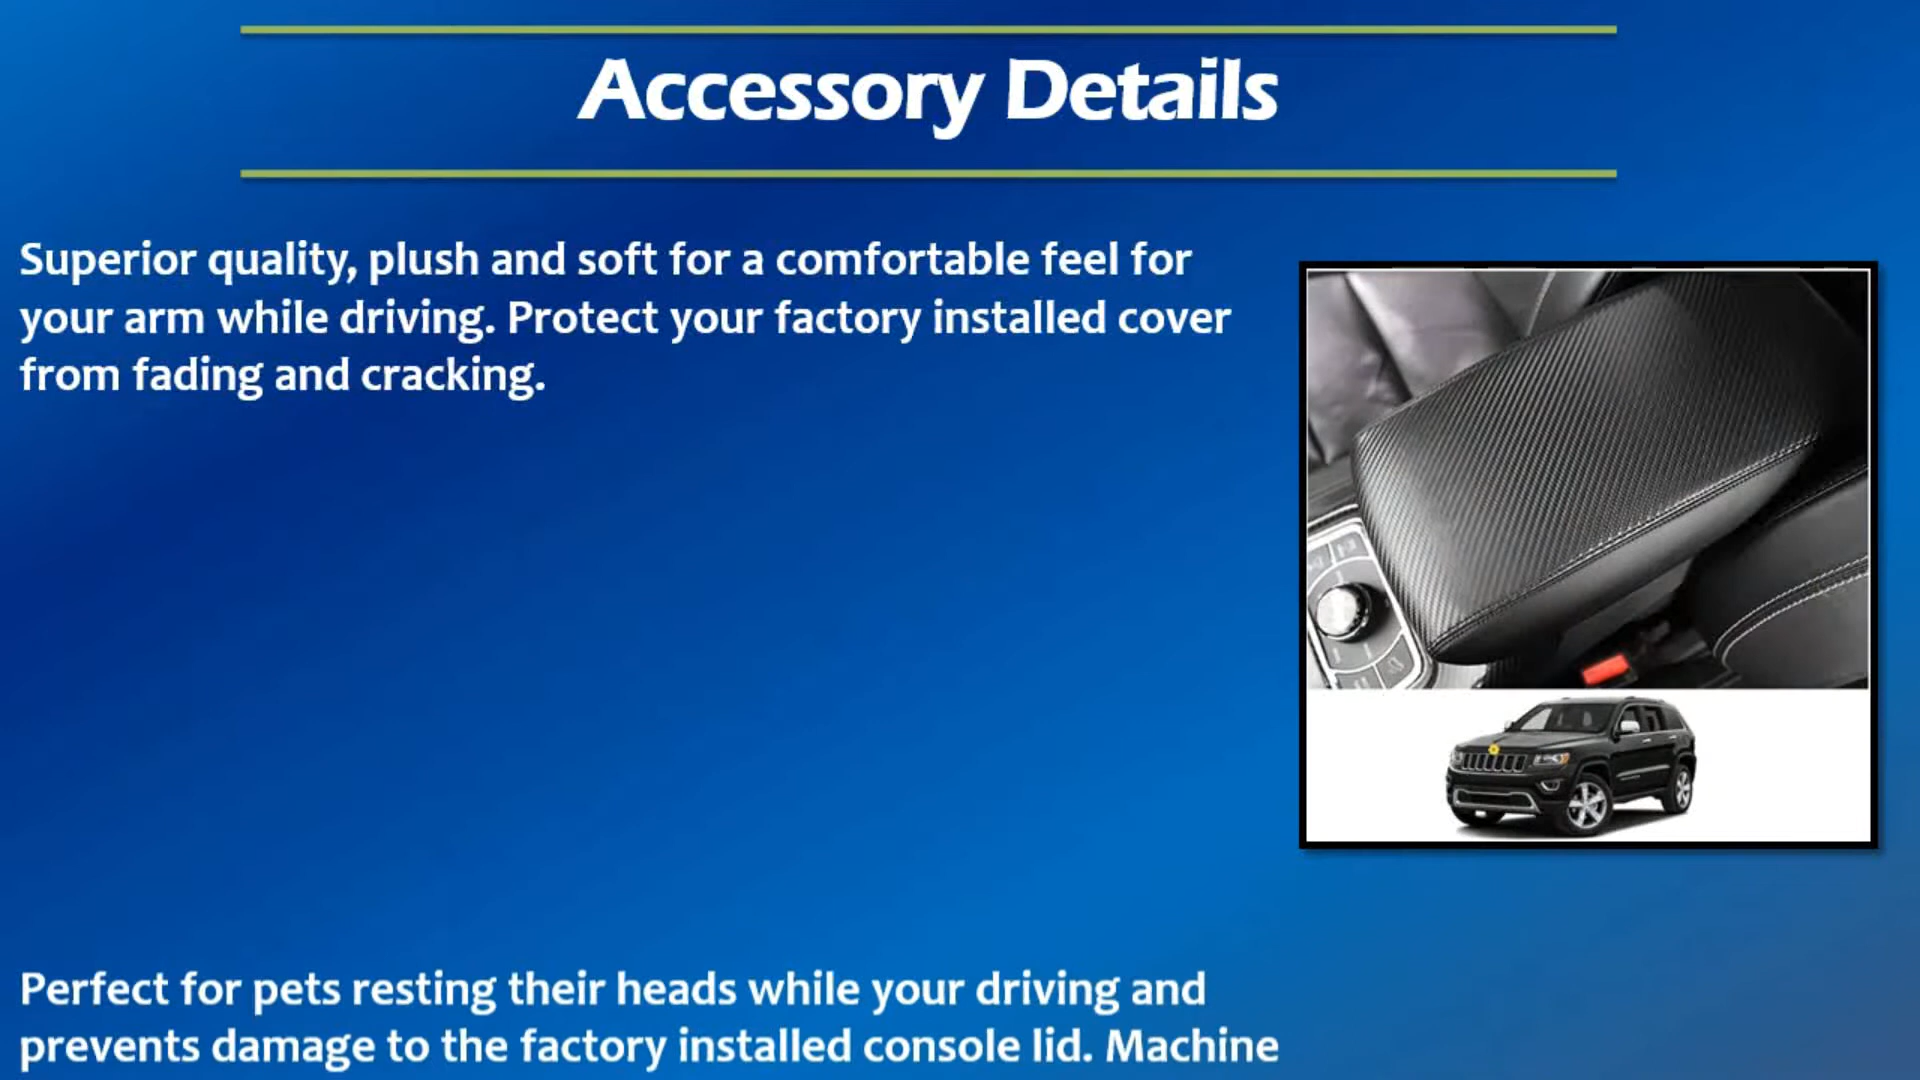 Accessory Details
Superior quality, plush and soft for a comfortable feel for
your arm while driving. Protect your factory installed cover
from fading and cracking.
Perfect for pets resting their heads while your driving and
prevents damage to the factory installed console lid. Machine